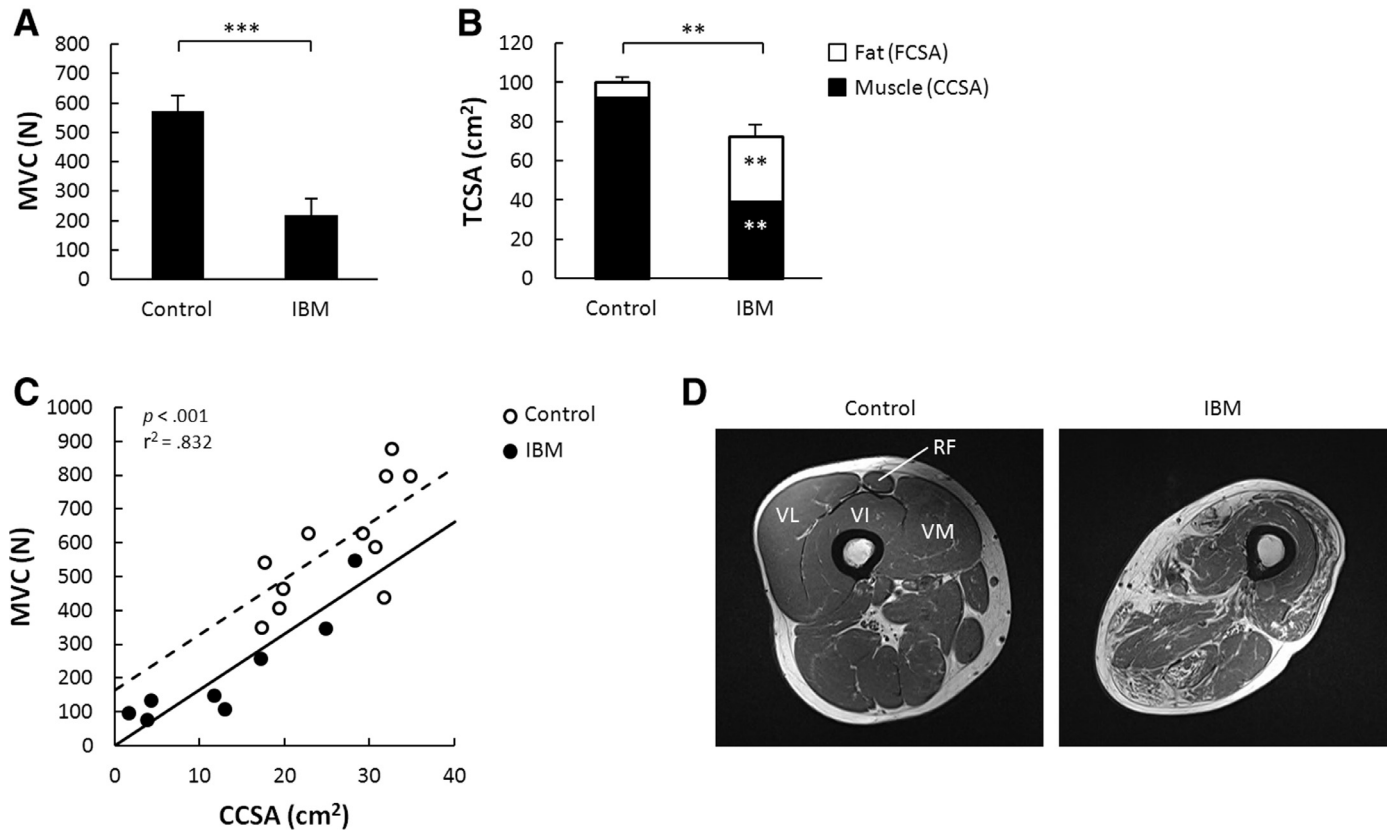 A
MVC (N)
800
700
600
500
400
300
200
100
0
***
Control
IBM
B
TCSA (cm²)
120
100
80
60
40
20
0
**
**
**
Control
IBM
Fat (FCSA)
Muscle (CCSA)
C
MVC (N)
1000
900
800
700
600
500
400
300
200
100
0
p < .001
r² = .832
0
10
20
30
40
CCSA (cm²)
Control
IBM
D
Control
IBM
RF
VL
VI
VM